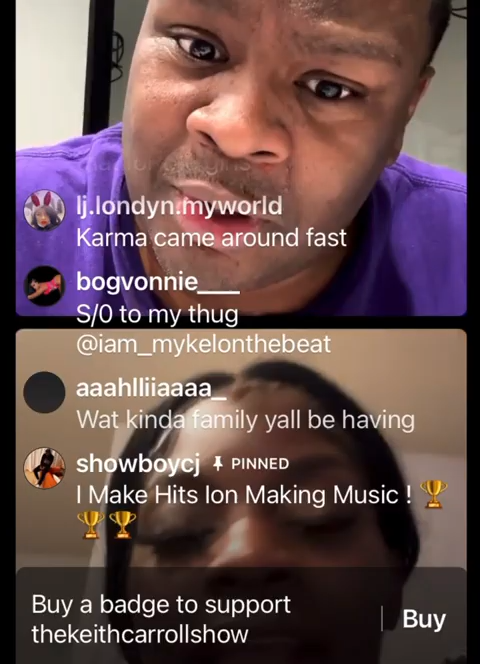 lj.londyn.myworld
Karma came around fast
bogvonnie____
S/0 to my thug
@iam_mykelonthebeat
aaahlliiaaaa_
Wat kinda family yall be having
showboycj PINNED
I Make Hits Ion Making Music ! 🏆
🏆🏆
Buy a badge to support
thekeithcarrollshow
Buy